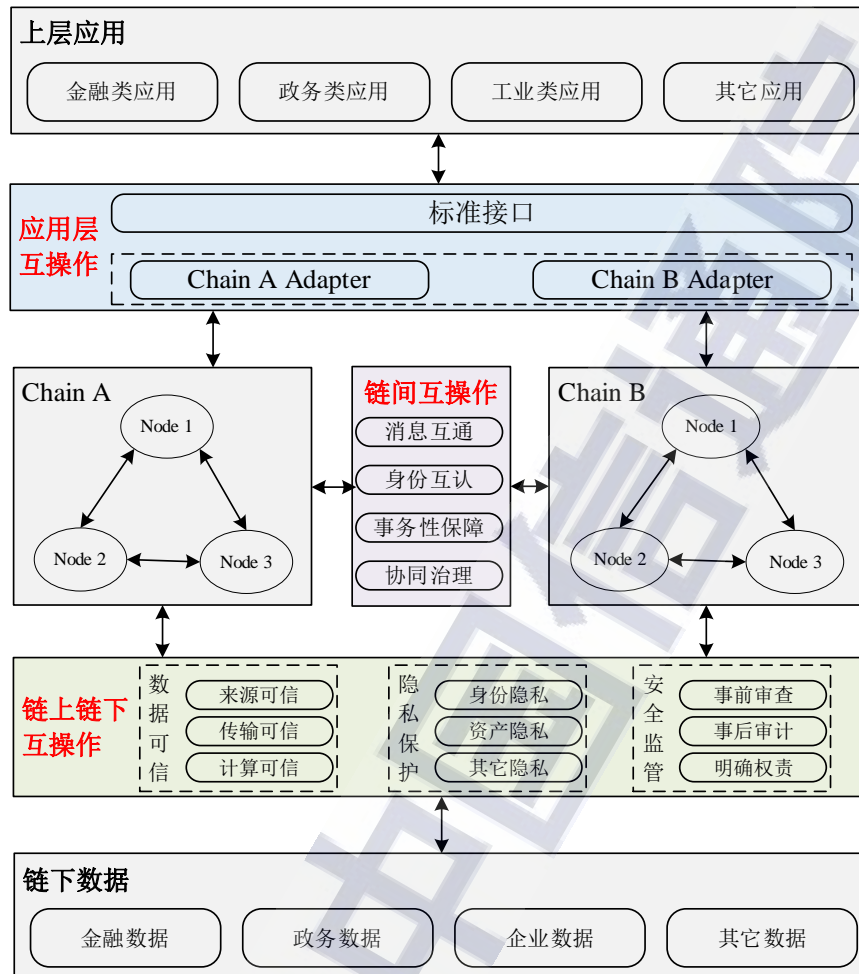 上层应用
金融类应用
政务类应用
工业类应用
其它应用
应用层
互操作
标准接口
Chain A Adapter
Chain B Adapter
Chain A
Node 1
Node 2
Node 3
链间互操作
消息互通
身份互认
事务性保障
协同治理
Chain B
Node 1
Node 2
Node 3
链上链下
互操作
数据可信
来源可信
传输可信
计算可信
隐私保护
身份隐私
资产隐私
其它隐私
安全监管
事前审查
事后审计
明确权责
链下数据
金融数据
政务数据
企业数据
其它数据
中国信通院